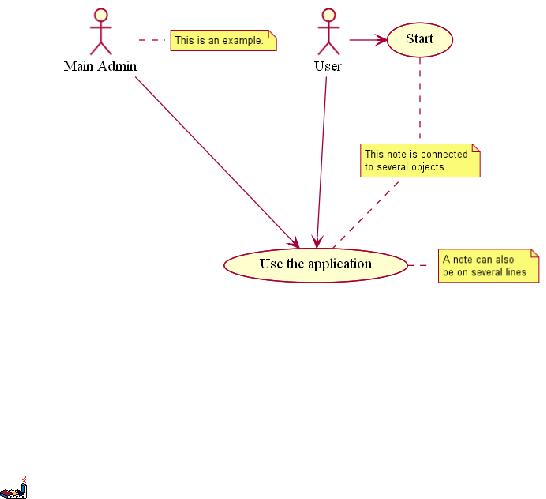 This is an example.
Start
Main Admin
User
This note is connected
to several objects.
Use the application
A note can also
be on several lines